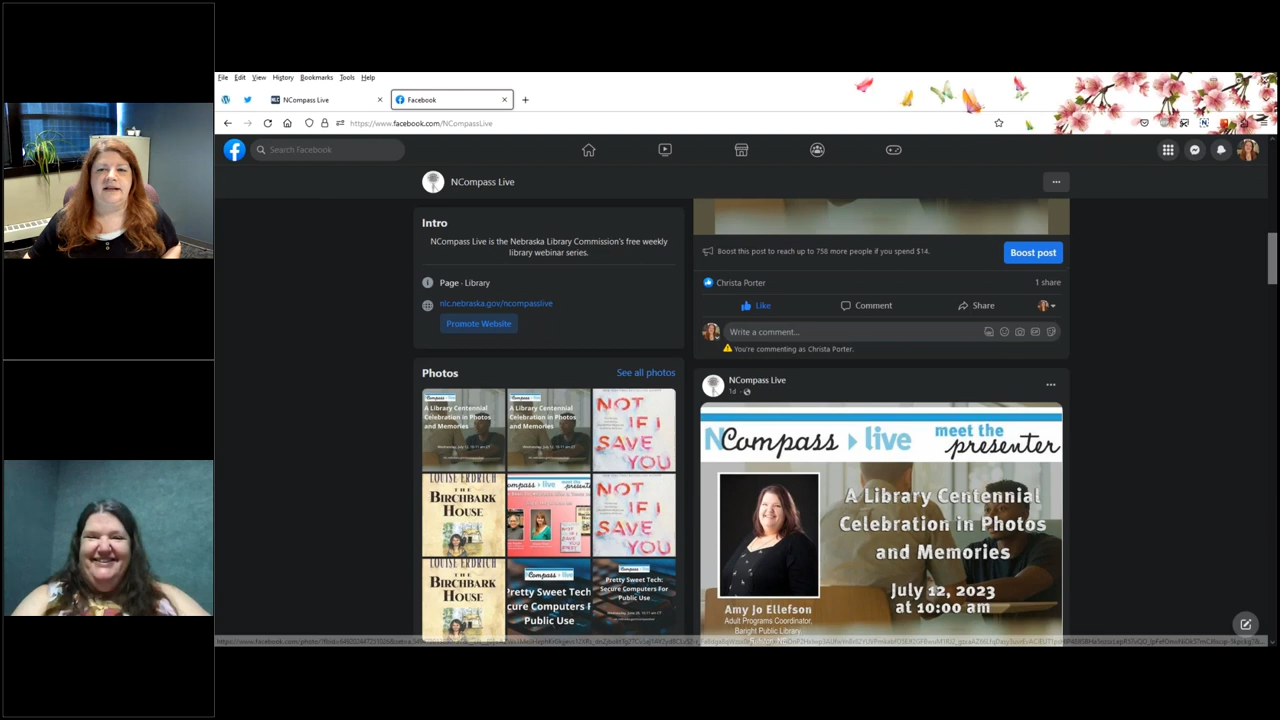 File Edit View History Bookmarks Tools Help
NLC NCompass Live
Facebook
https://www.facebook.com/NCompassLive
Search Facebook
NCompass Live
Intro
NCompass Live is the Nebraska Library Commission's free weekly
library webinar series.
Page · Library
nlc.nebraska.gov/ncompasslive
Promote Website
Photos
See all photos
A Library Centennial
Celebration in Photos
and Memories
A Library Centennial
Celebration in Photos
and Memories
NOT
IF I
SAVE
YOU
LOUISE ERDRICH
THE
BIRCHBARK
HOUSE
NOT
IF I
SAVE
YOU
LOUISE ERDRICH
THE
BIRCHBARK
HOUSE
Pretty Sweet Tech:
Secure Computers For
Public Use
Boost this post to reach up to 758 more people if you spend $14.
Boost post
Christa Porter
1 share
Like
Comment
Share
Write a comment...
You're commenting as Christa Porter.
NCompass Live
1d
NCompass live
meet the
presenter
A Library Centennial
Celebration in Photos
and Memories
July 12, 2023
at 10:00 am
Amy Jo Ellefson
Adult Programs Coordinator,
Baright Public Library